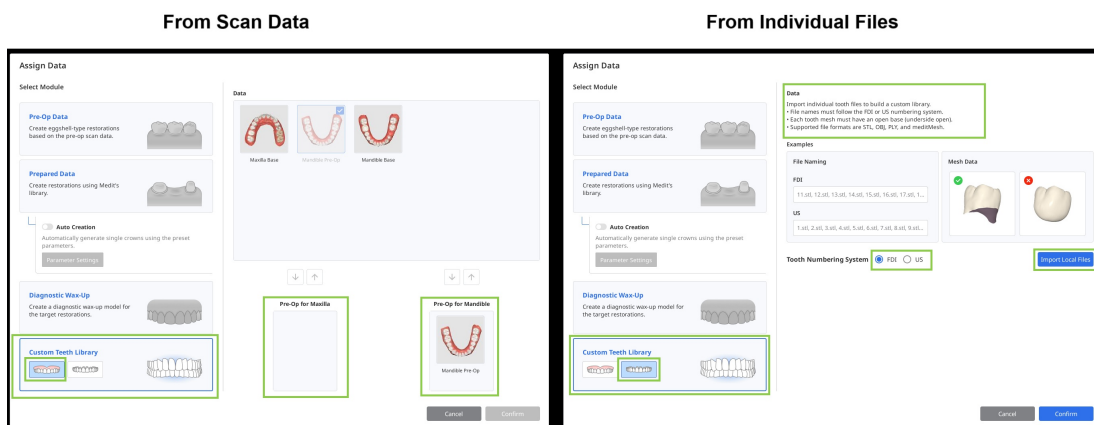 From Scan Data
Assign Data
Select Module
Pre-Op Data
Create eggshell-type restorations
based on the pre-op scan data.
Prepared Data
Create restorations using Medit's
library.
Auto Creation
Automatically generate single crowns using the preset
parameters.
Parameter Settings
Diagnostic Wax-Up
Create a diagnostic wax-up model for
the target restorations.
Custom Teeth Library
Data
Maxilla Base
Mandible Pre-Op
Mandible Base
Pre-Op for Maxilla
Pre-Op for Mandible
Mandible Pre-Op
Cancel
Confirm
From Individual Files
Assign Data
Select Module
Pre-Op Data
Create eggshell-type restorations
based on the pre-op scan data.
Prepared Data
Create restorations using Medit's
library.
Auto Creation
Automatically generate single crowns using the preset
parameters.
Parameter Settings
Diagnostic Wax-Up
Create a diagnostic wax-up model for
the target restorations.
Custom Teeth Library
Data
Import individual tooth files to build a custom library.
• File names must follow the FDI or US numbering system.
• Each tooth mesh must have an open base (underside open).
• Supported file formats are STL, OBJ, PLY, and meditMesh.
Examples
File Naming
FDI
11.stl, 12.stl, 13.stl, 14.stl, 15.stl, 16.stl, 17.stl, 1...
US
1.stl, 2.stl, 3.stl, 4.stl, 5.stl, 6.stl, 7.stl, 8.stl, 9.stl...
Mesh Data
Tooth Numbering System
FDI
US
Import Local Files
Cancel
Confirm